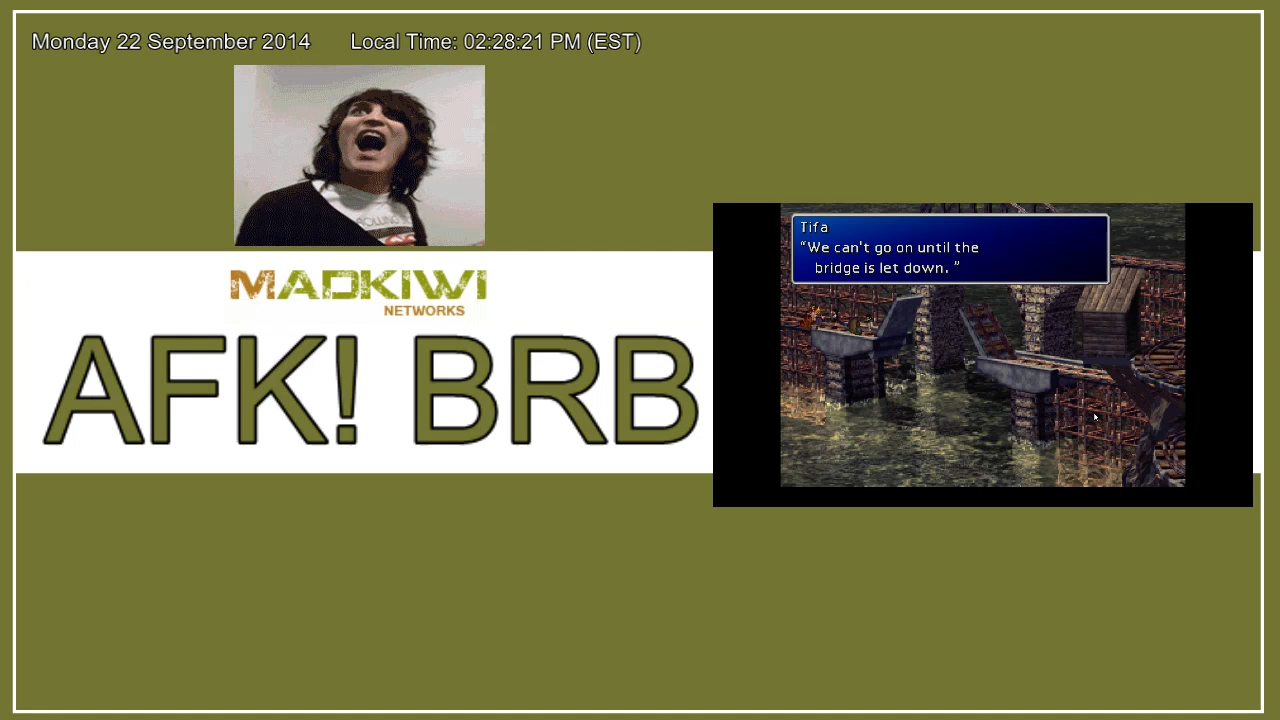 Monday 22 September 2014 Local Time: 02:28:21 PM (EST)
MADKIWI
NETWORKS
AFK! BRB
Tifa
“We can't go on until the
bridge is let down. ”